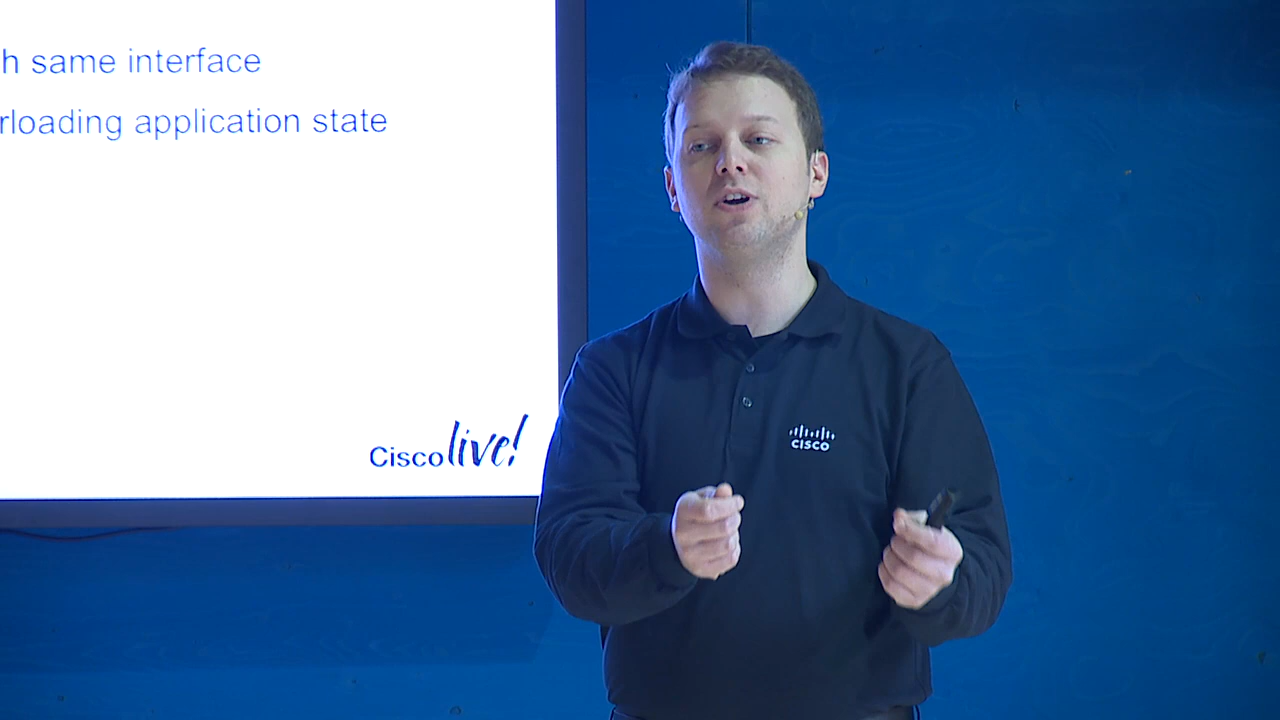 h same interface
rloading application state
Cisco live!
CISCO